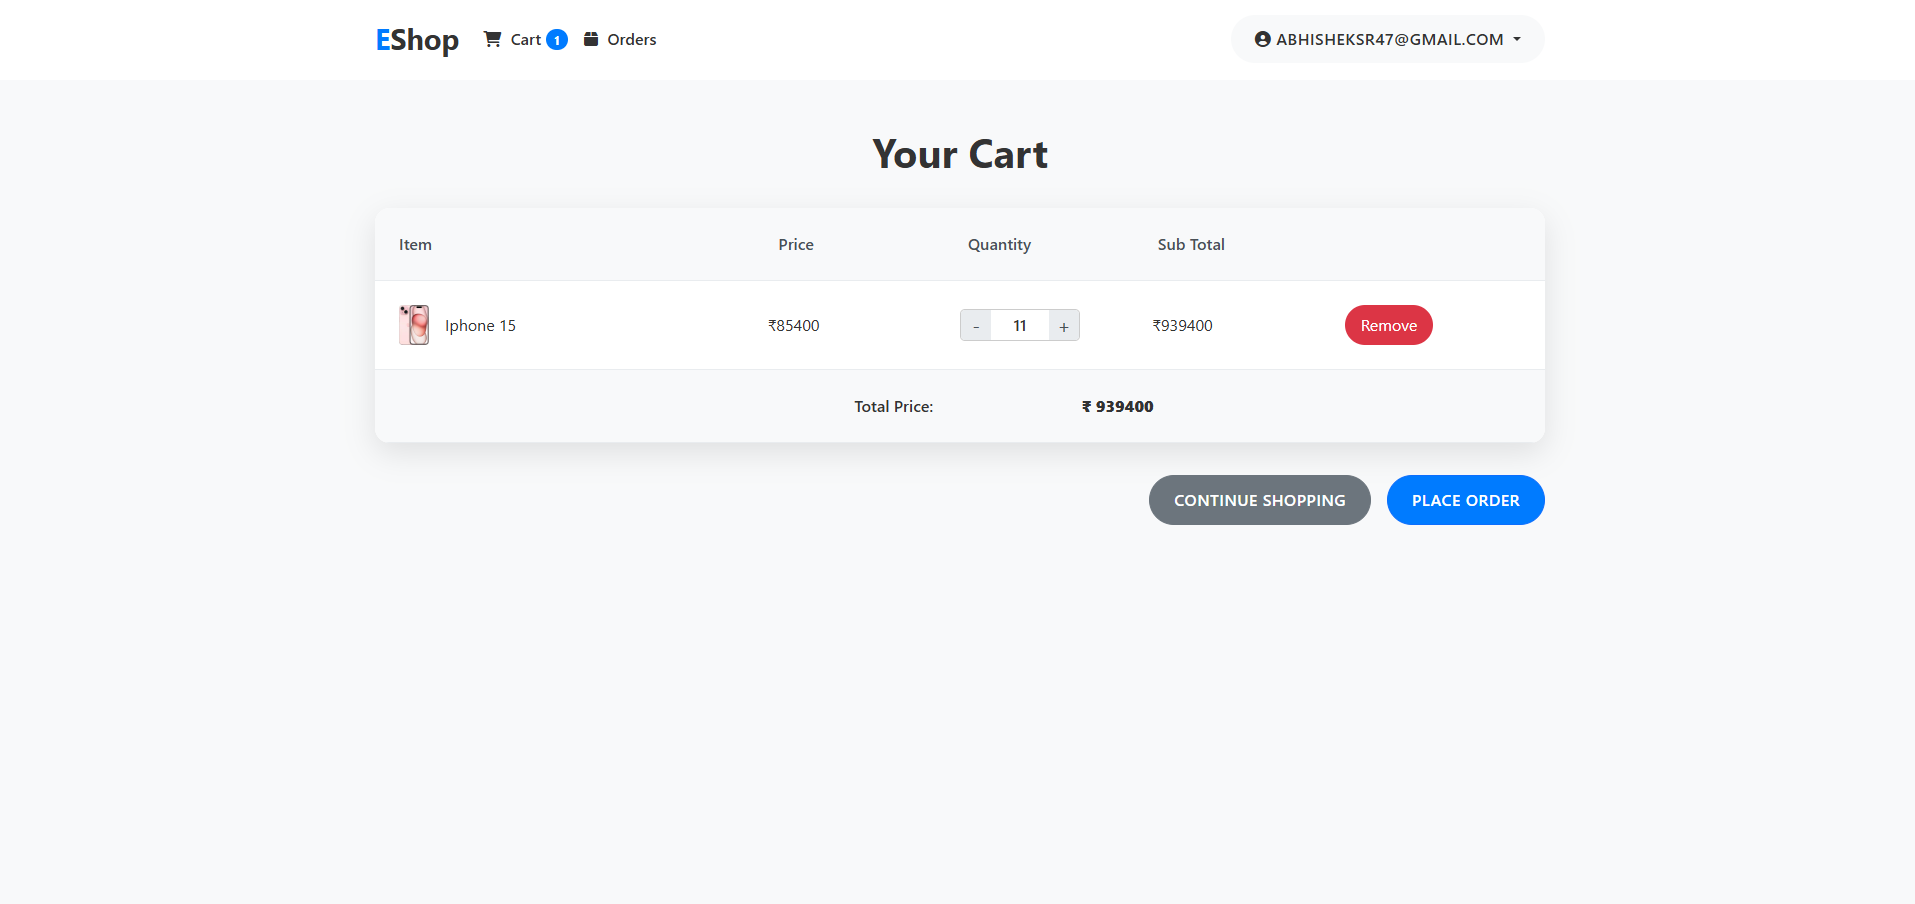 EShop Cart 1 Orders ABHISHEKSR47@GMAIL.COM
Your Cart
Item Price Quantity Sub Total
Iphone 15 ₹85400 - 11 + ₹939400 Remove
Total Price: ₹ 939400
CONTINUE SHOPPING PLACE ORDER